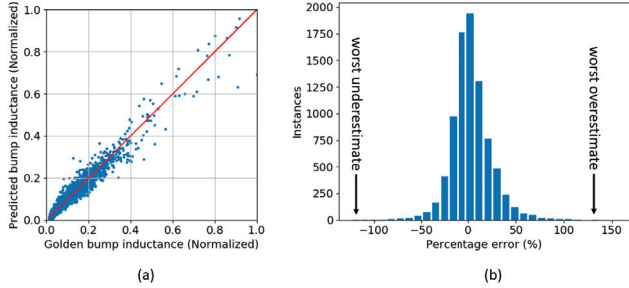 1.0
0.8
0.6
0.4
0.2
0.0
0.0 0.2 0.4 0.6 0.8 1.0
Predicted bump inductance (Normalized)
Golden bump inductance (Normalized)
(a)
2000
1750
1500
1250
1000
750
500
250
0
−100 −50 0 50 100 150
Instances
Percentage error (%)
worst underestimate
worst overestimate
(b)